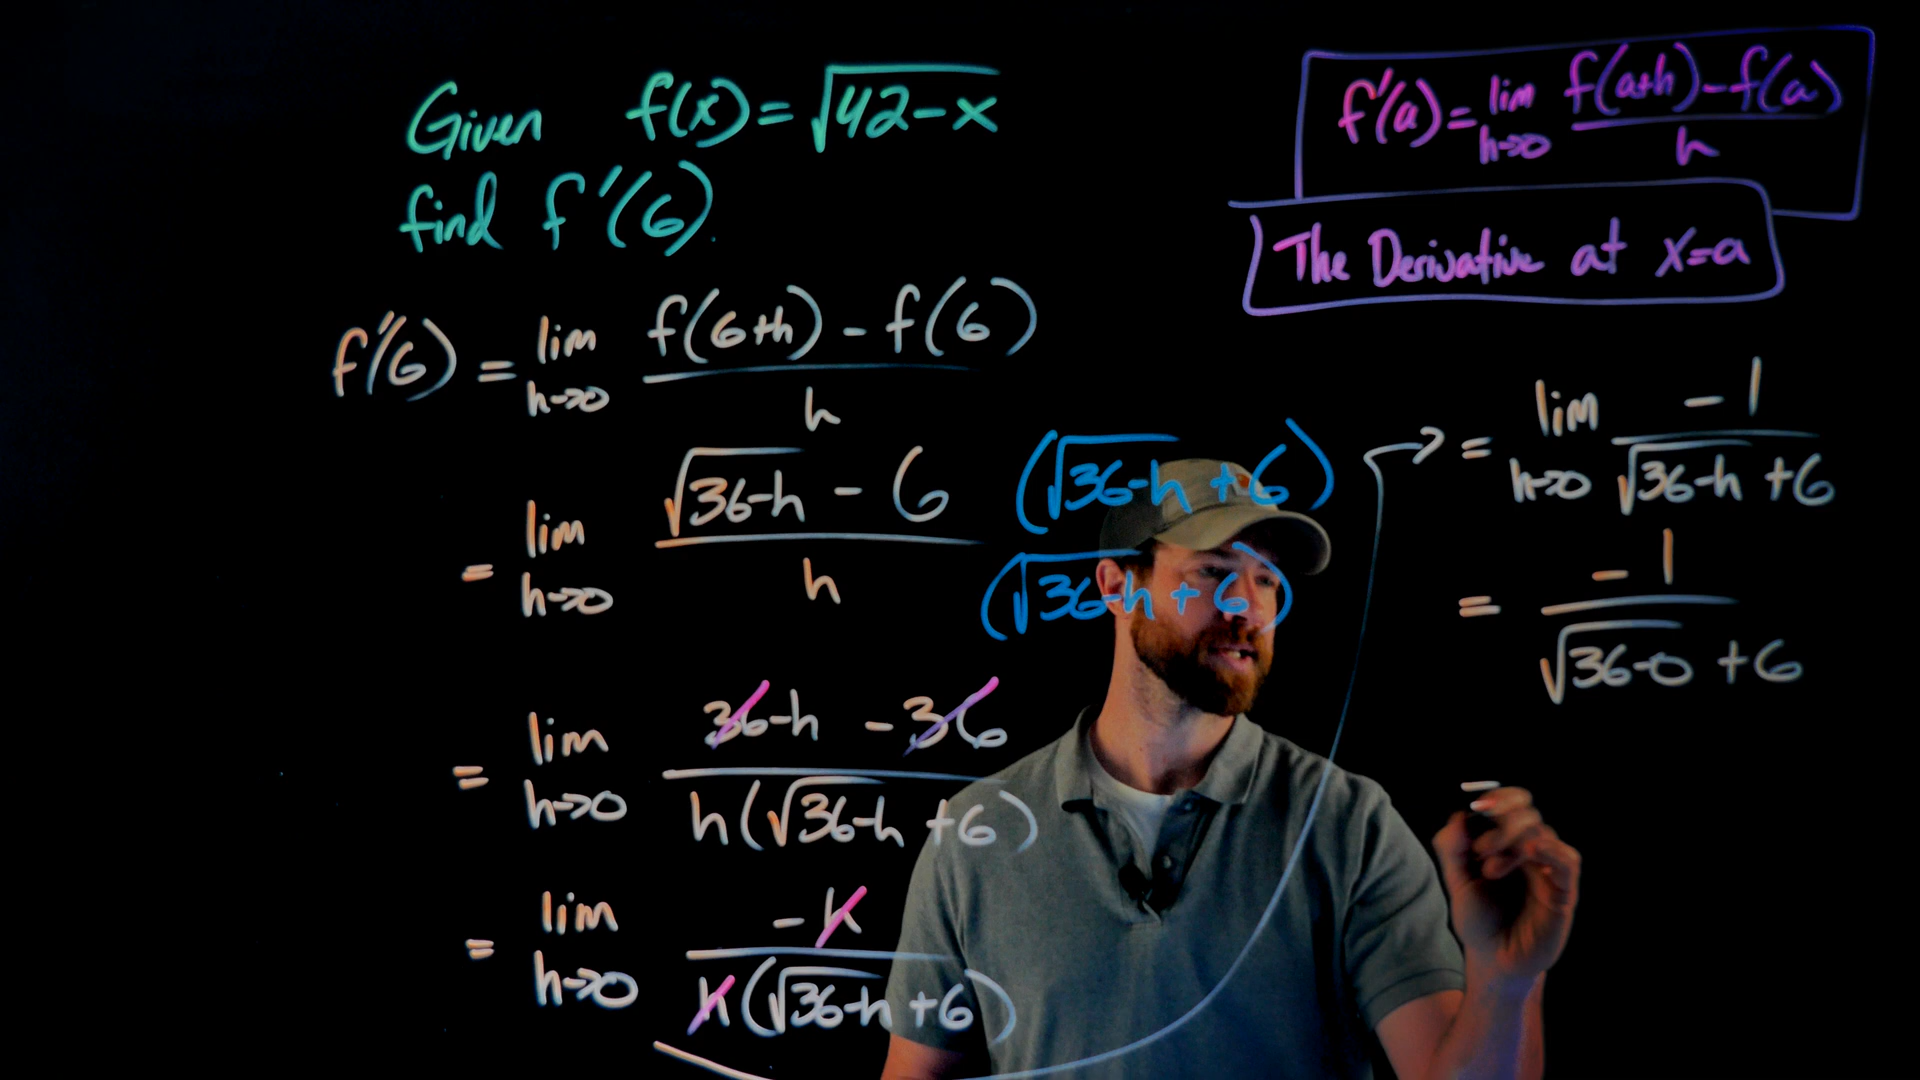 Given f(x) = √42-x
find f'(6).
f'(a) = lim h→0 f(a+h) - f(a) / h
The Derivative at x=a
f'(6) = lim h→0 f(6+h) - f(6) / h
= lim h→0 √36-h - 6 / h (√36-h + 6) / (√36-h + 6)
= lim h→0 36-h - 36 / h(√36-h + 6)
= lim h→0 -h / h(√36-h + 6)
= lim h→0 -1 / √36-h + 6
= -1 / √36-0 + 6